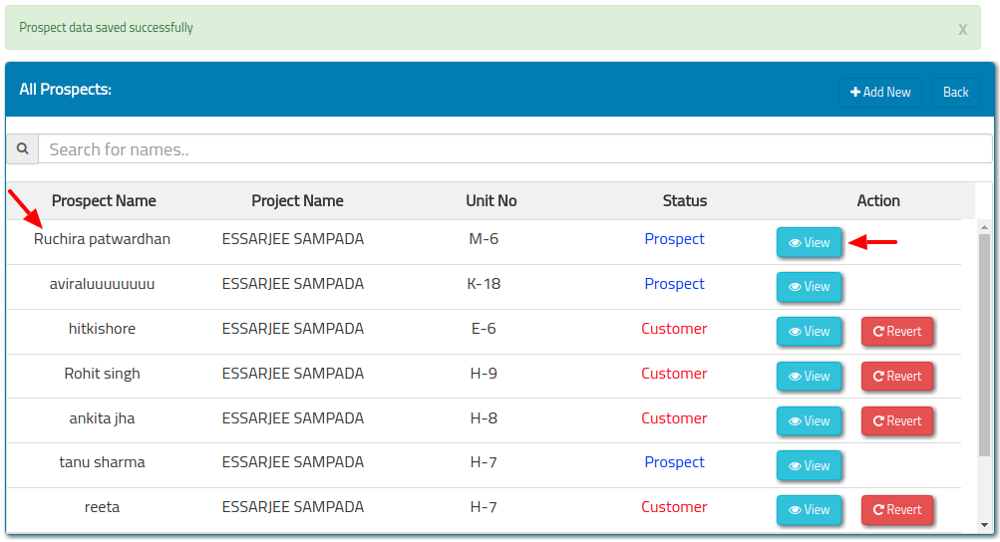 Prospect data saved successfully X
All Prospects: Add New Back
Search for names..
Prospect Name Project Name Unit No Status Action
Ruchira patwardhan ESSARJEE SAMPADA M-6 Prospect View
aviraluuuuuuuu ESSARJEE SAMPADA K-18 Prospect View
hitkishore ESSARJEE SAMPADA E-6 Customer View Revert
Rohit singh ESSARJEE SAMPADA H-9 Customer View Revert
ankita jha ESSARJEE SAMPADA H-8 Customer View Revert
tanu sharma ESSARJEE SAMPADA H-7 Prospect View
reeta ESSARJEE SAMPADA H-7 Customer View Revert